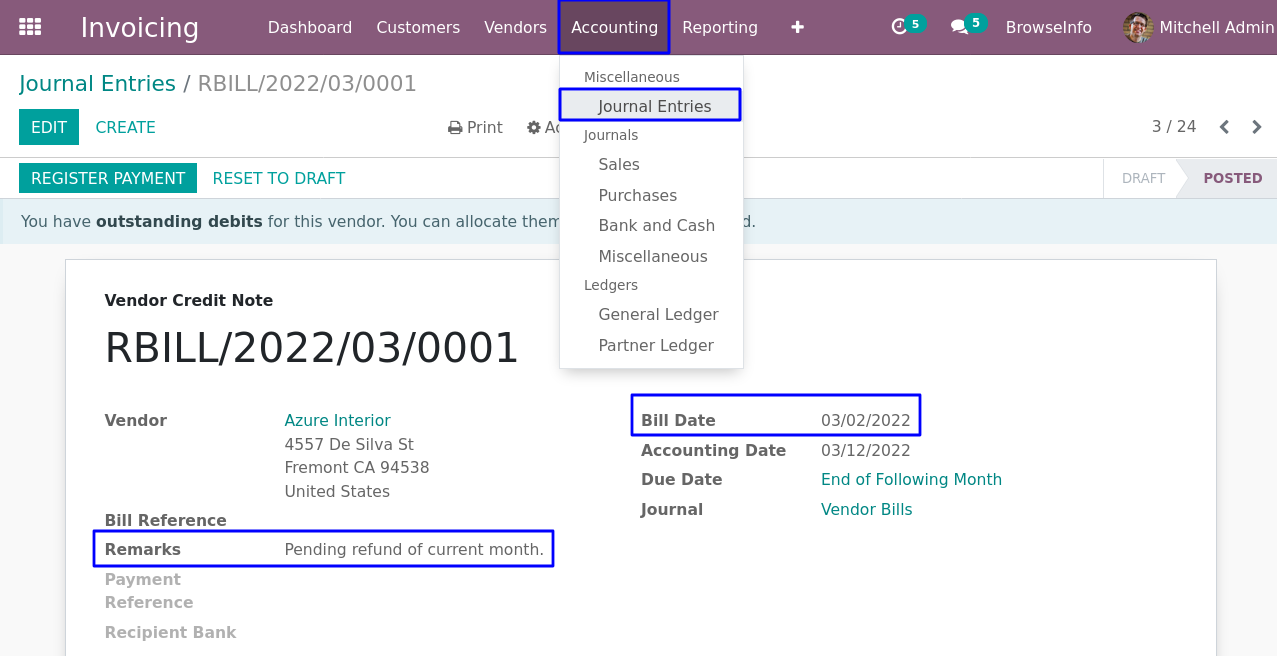 Invoicing Dashboard Customers Vendors Accounting Reporting + 5 5 BrowseInfo Mitchell Admin
Journal Entries / RBILL/2022/03/0001
EDIT CREATE Print
3 / 24
REGISTER PAYMENT RESET TO DRAFT
DRAFT POSTED
You have outstanding debits for this vendor. You can allocate them
Miscellaneous
Journal Entries
Journals
Sales
Purchases
Bank and Cash
Miscellaneous
Ledgers
General Ledger
Partner Ledger
Vendor Credit Note
RBILL/2022/03/0001
Vendor Azure Interior
4557 De Silva St
Fremont CA 94538
United States
Bill Reference
Remarks Pending refund of current month.
Payment
Reference
Recipient Bank
Bill Date 03/02/2022
Accounting Date 03/12/2022
Due Date End of Following Month
Journal Vendor Bills